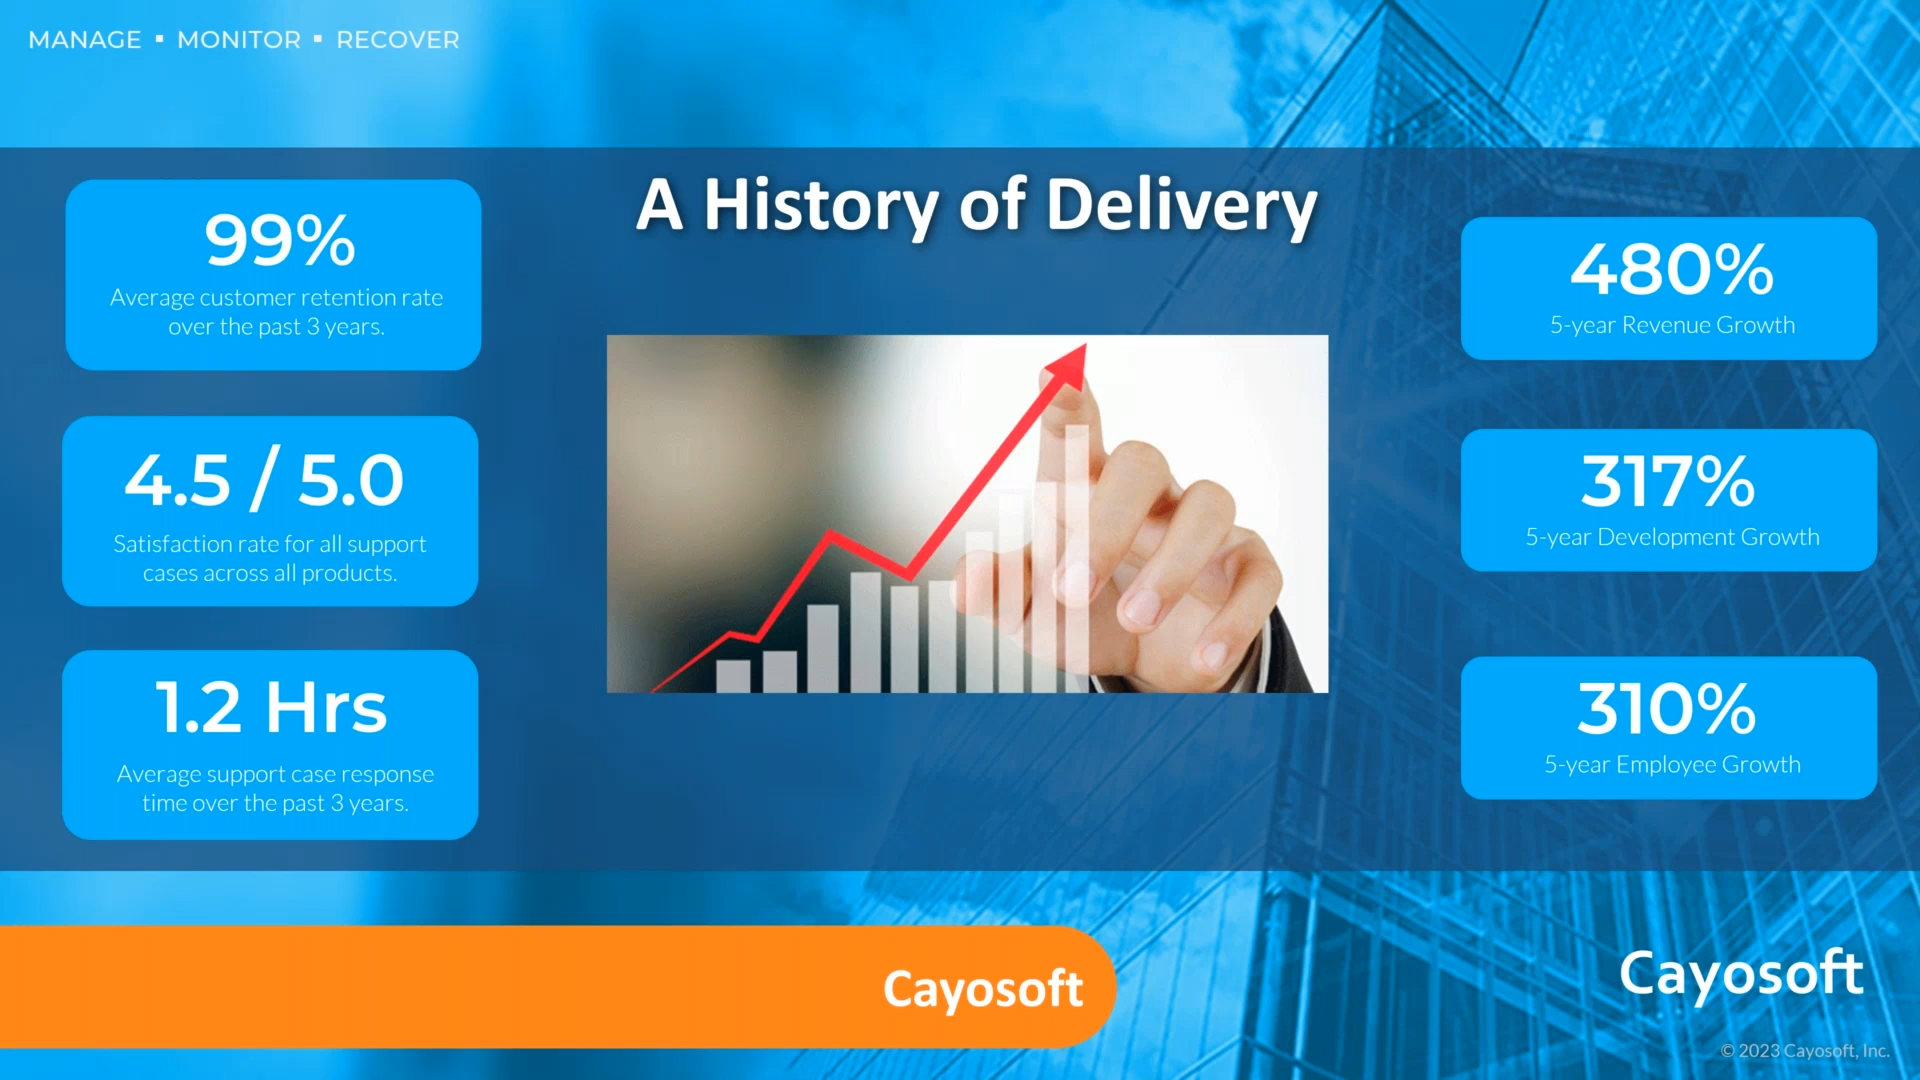 MANAGE ▪ MONITOR ▪ RECOVER
A History of Delivery
99%
Average customer retention rate
over the past 3 years.
4.5 / 5.0
Satisfaction rate for all support
cases across all products.
1.2 Hrs
Average support case response
time over the past 3 years.
480%
5-year Revenue Growth
317%
5-year Development Growth
310%
5-year Employee Growth
Cayosoft
Cayosoft
© 2023 Cayosoft, Inc.